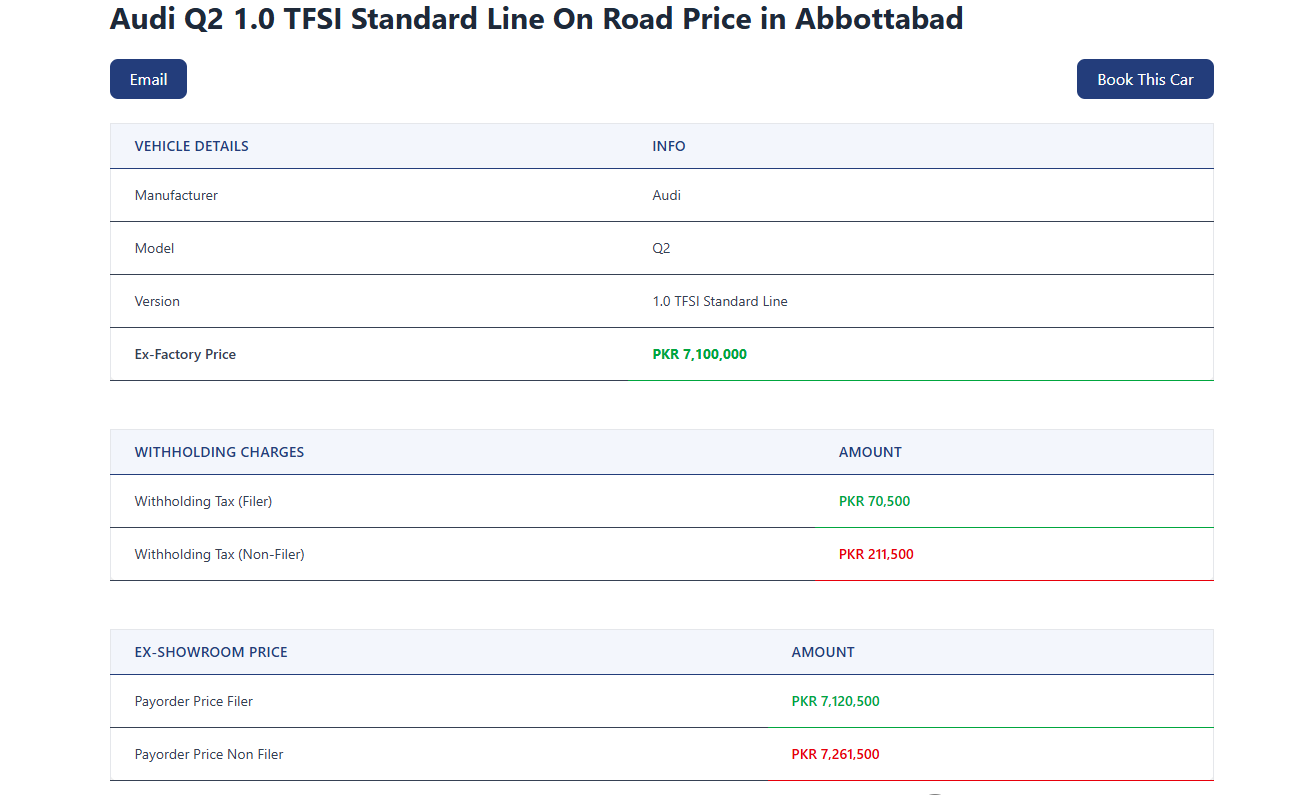 Audi Q2 1.0 TFSI Standard Line On Road Price in Abbottabad
Email
Book This Car
VEHICLE DETAILS INFO
Manufacturer Audi
Model Q2
Version 1.0 TFSI Standard Line
Ex-Factory Price PKR 7,100,000
WITHHOLDING CHARGES AMOUNT
Withholding Tax (Filer) PKR 70,500
Withholding Tax (Non-Filer) PKR 211,500
EX-SHOWROOM PRICE AMOUNT
Payorder Price Filer PKR 7,120,500
Payorder Price Non Filer PKR 7,261,500